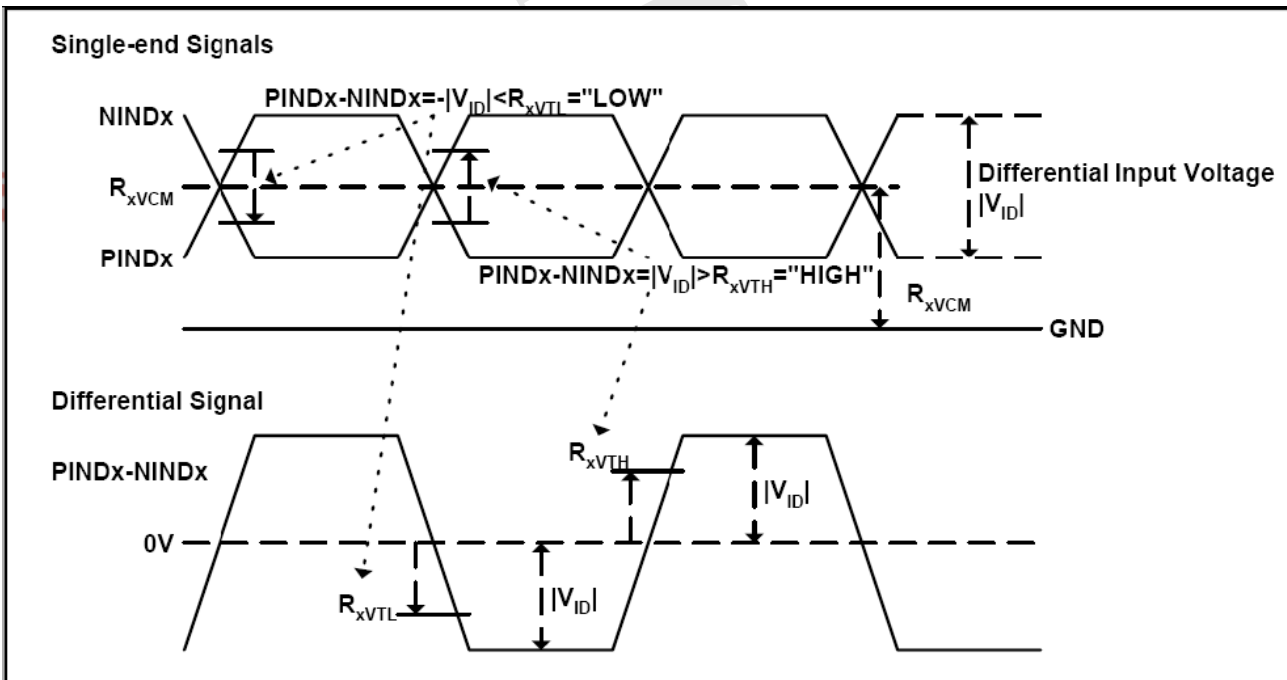 Single-end Signals
PINDx-NINDx=-|VID|<RxVTL="LOW"
NINDx
RxVCM
PINDx
Differential Input Voltage
|VID|
PINDx-NINDx=|VID|>RxVTH="HIGH"
RxVCM
GND
Differential Signal
PINDx-NINDx
RxVTH
|VID|
0V
RxVTL
|VID|